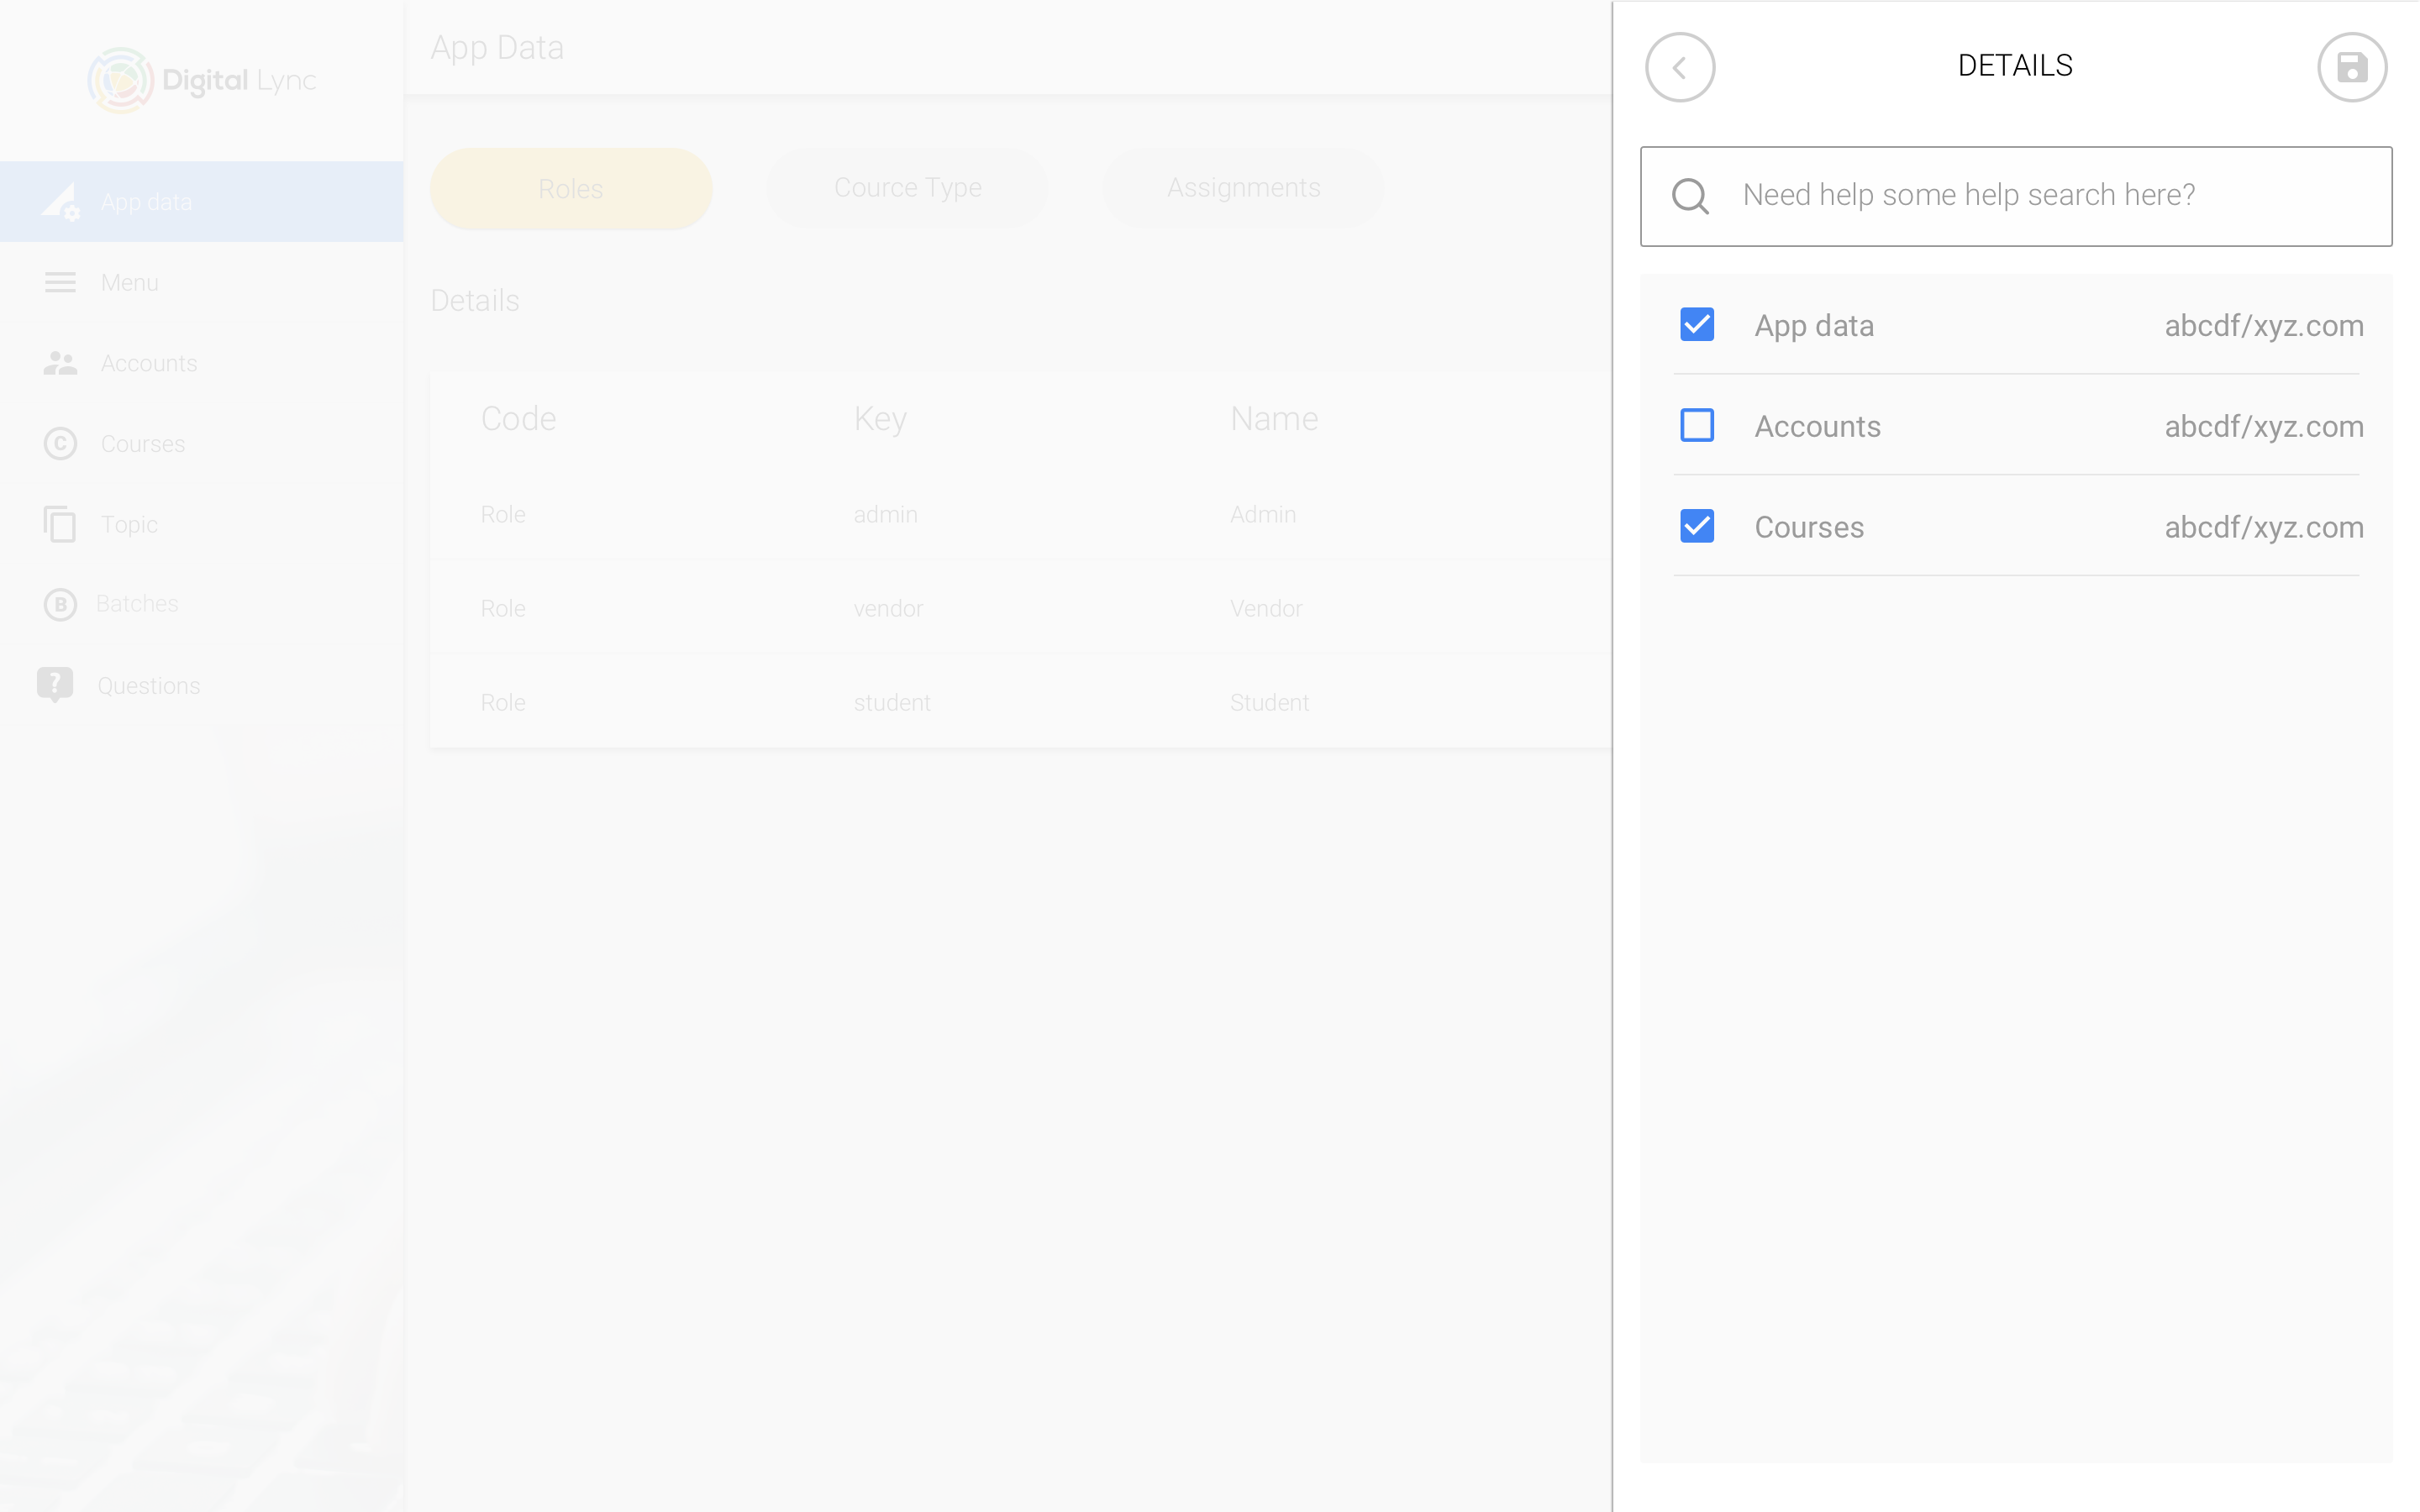 Digital Lync
App data
Menu
Accounts
C Courses
Topic
B Batches
? Questions
App Data
Roles Cource Type Assignments
Details
Code Key Name
Role admin Admin
Role vendor Vendor
Role student Student
DETAILS
Need help some help search here?
App data abcdf/xyz.com
Accounts abcdf/xyz.com
Courses abcdf/xyz.com